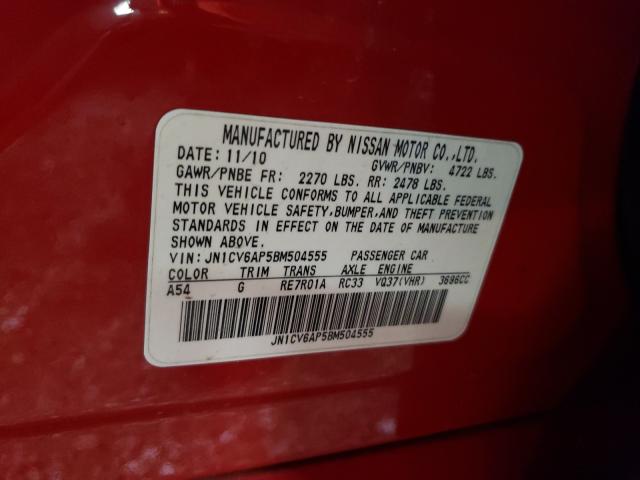 MANUFACTURED BY NISSAN MOTOR CO.,LTD.
DATE: 11/10 GVWR/PNBV: 4722 LBS.
GAWR/PNBE FR: 2270 LBS. RR: 2478 LBS.
THIS VEHICLE CONFORMS TO ALL APPLICABLE FEDERAL
MOTOR VEHICLE SAFETY,BUMPER,AND THEFT PREVENTION
STANDARDS IN EFFECT ON THE DATE OF MANUFACTURE
SHOWN ABOVE.
VIN: JN1CV6AP5BM504555 PASSENGER CAR
COLOR TRIM TRANS AXLE ENGINE
A54 G RE7R01A RC33 VQ37(VHR) 3696CC
JN1CV6AP5BM504555